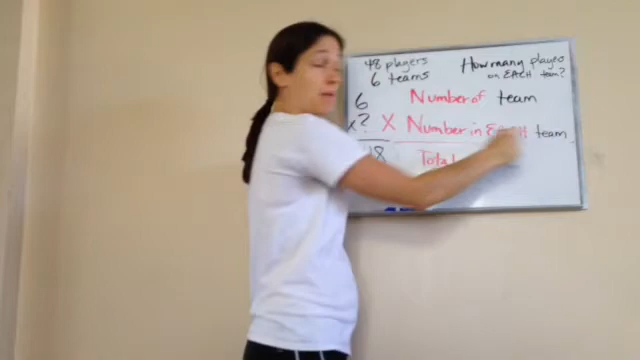 48 players
6 teams
How many players
on EACH team?
6
Number of team
x ?
X Number in EACH team
48
Total